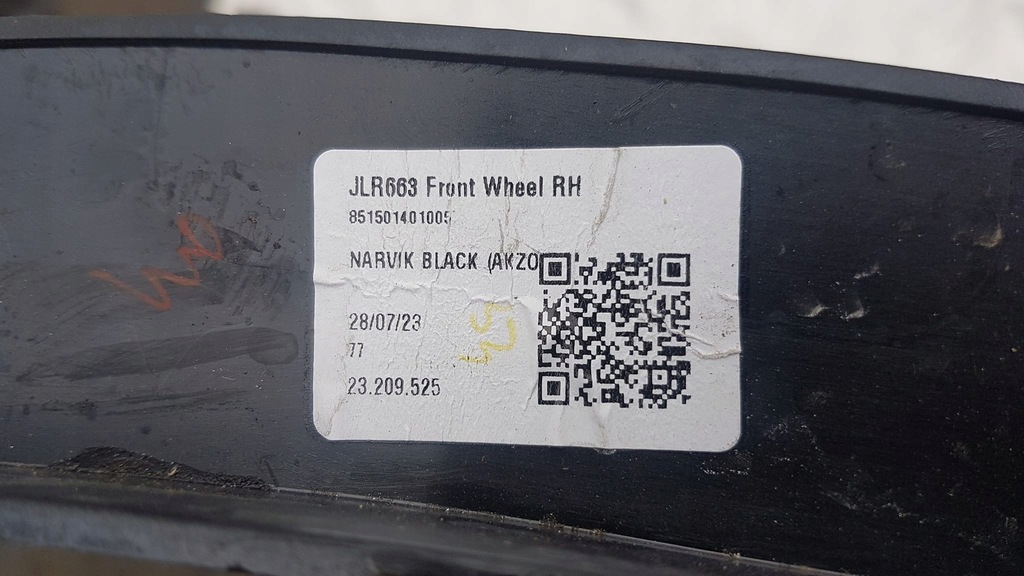 JLR663 Front Wheel RH
851501401005
NARVIK BLACK (AKZO
28/07/23
77
23.209.525